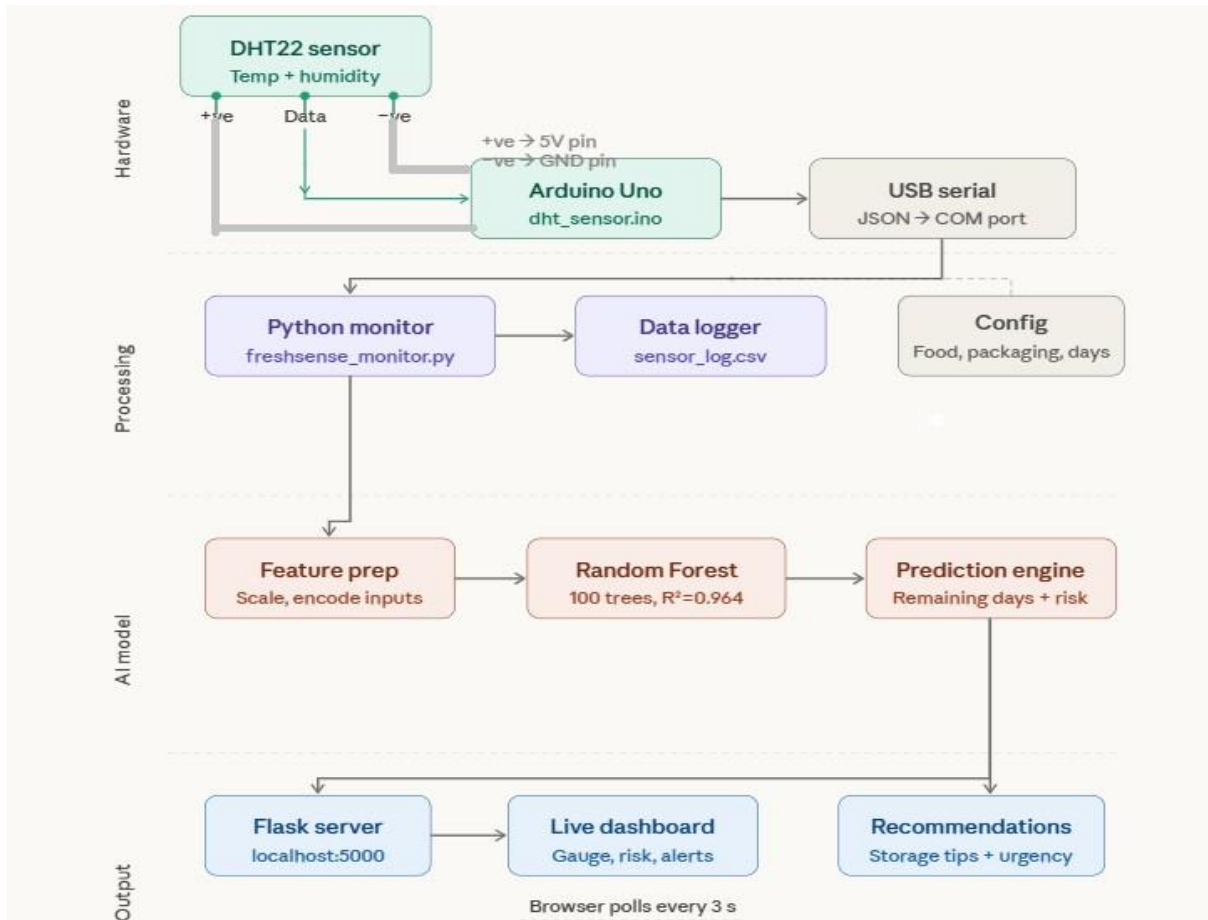 DHT22 sensor
Temp + humidity
Hardware
+ve
Data
−ve
+ve → 5V pin
−ve → GND pin
Arduino Uno
dht_sensor.ino
USB serial
JSON → COM port
Processing
Python monitor
freshsense_monitor.py
Data logger
sensor_log.csv
Config
Food, packaging, days
AI model
Feature prep
Scale, encode inputs
Random Forest
100 trees, R²=0.964
Prediction engine
Remaining days + risk
Output
Flask server
localhost:5000
Live dashboard
Gauge, risk, alerts
Recommendations
Storage tips + urgency
Browser polls every 3 s